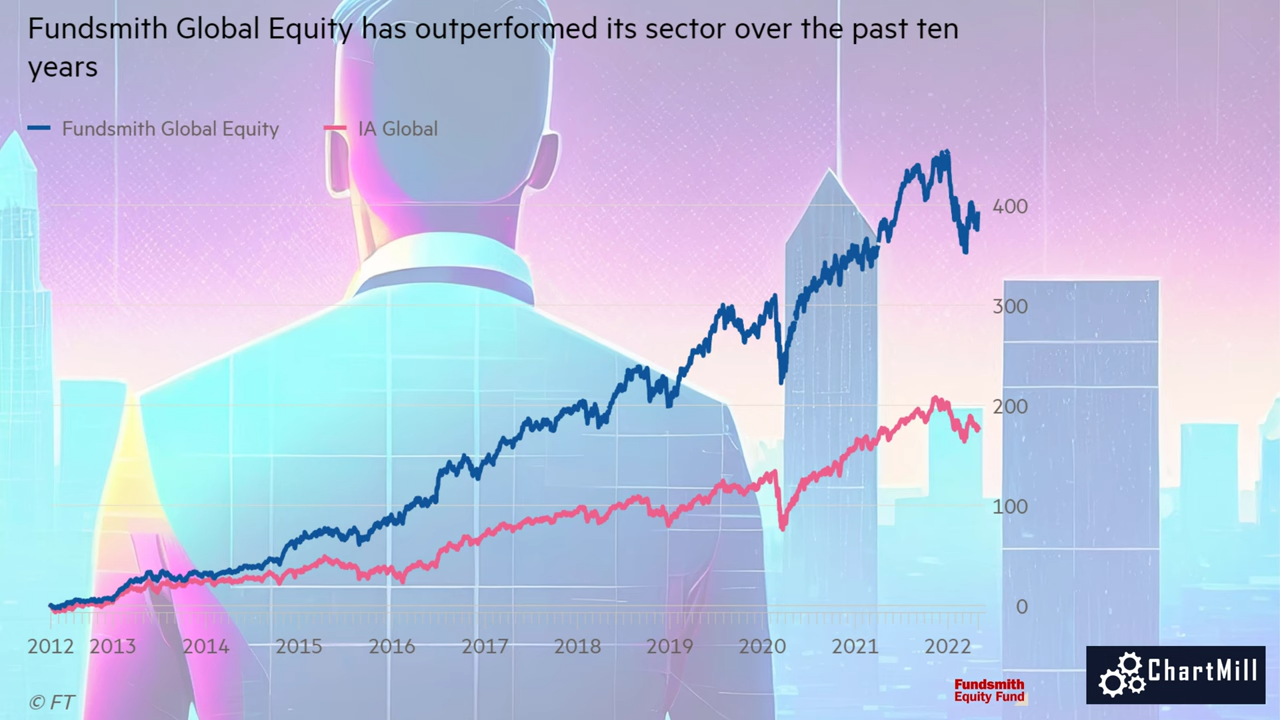 Fundsmith Global Equity has outperformed its sector over the past ten
years
Fundsmith Global Equity
IA Global
400
300
200
100
0
2012 2013 2014 2015 2016 2017 2018 2019 2020 2021 2022
© FT
Fundsmith
Equity Fund
ChartMill